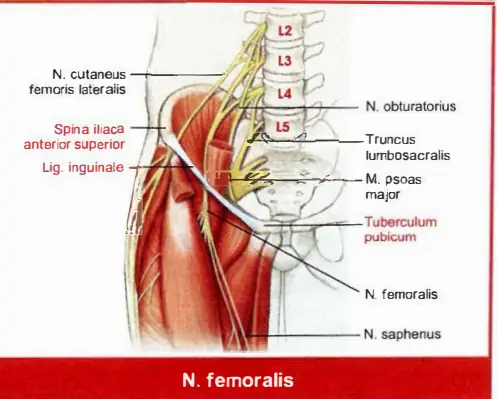 L2
L3
L4
L5
N. cutaneus
femoris lateralis
Spina iliaca
anterior superior
Lig. inguinale
N. obturatorius
Truncus
lumbosacralis
M. psoas
major
Tuberculum
pubicum
N. femoralis
N. saphenus
N. femoralis